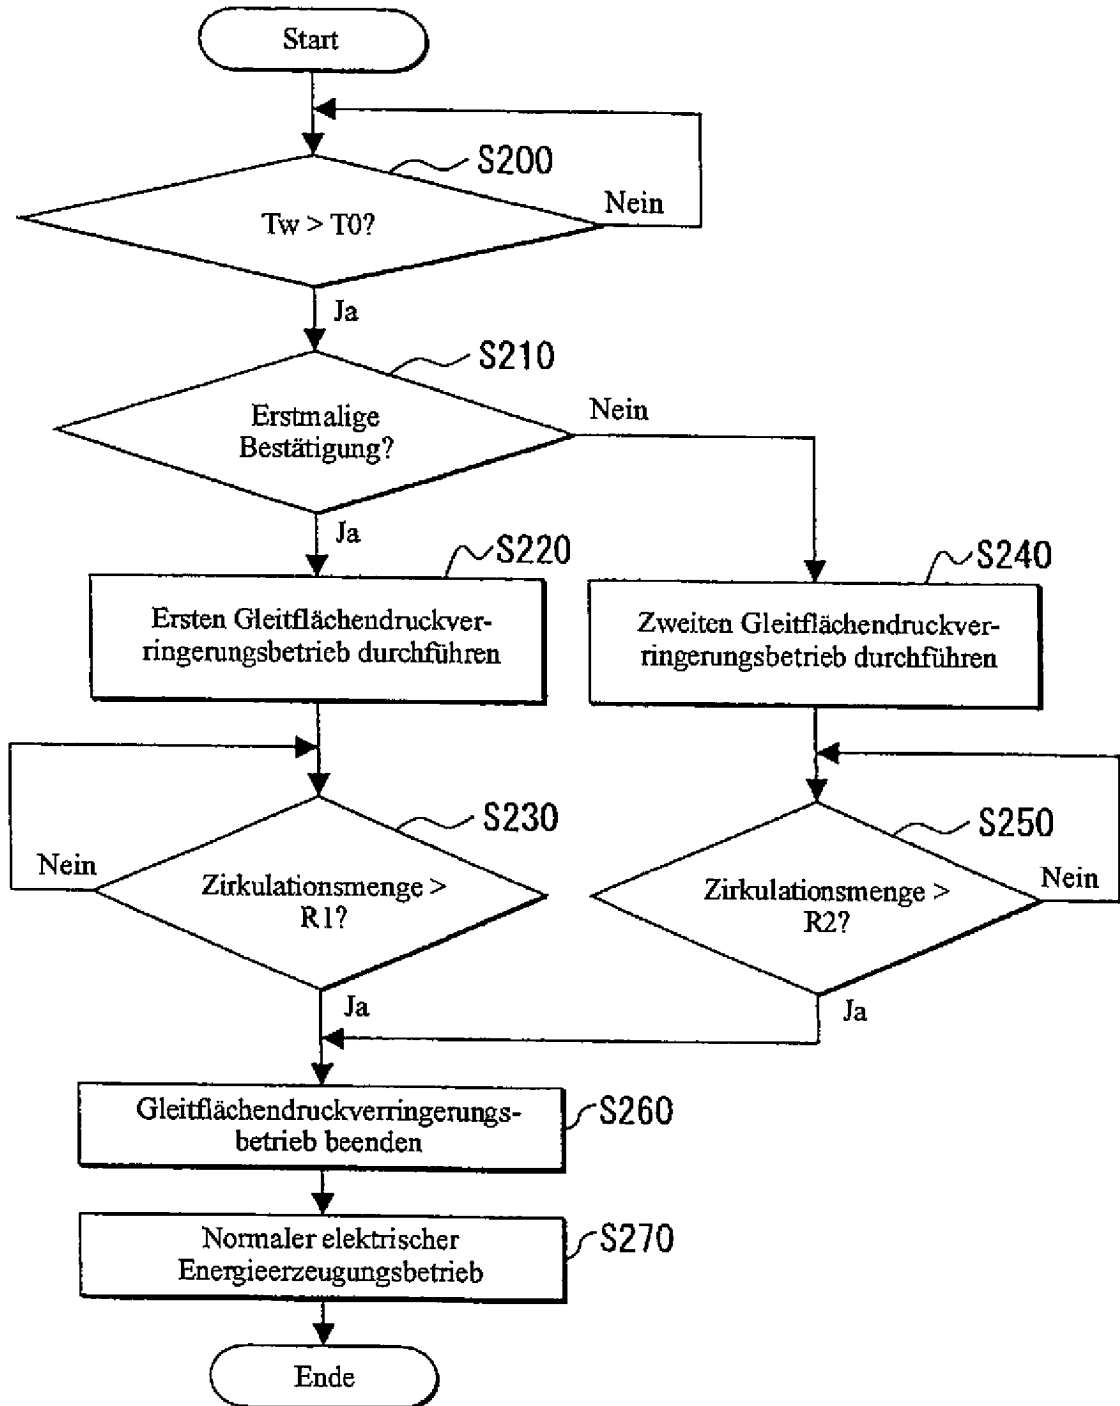 Start
S200
Tw > T0?
Nein
Ja
S210
Erstmalige
Bestätigung?
Nein
Ja
S220
Ersten Gleitflächendruckver-
ringerungsbetrieb durchführen
S240
Zweiten Gleitflächendruckver-
ringerungsbetrieb durchführen
S230
Nein
Zirkulationsmenge >
R1?
Ja
S250
Zirkulationsmenge >
R2?
Nein
Ja
Gleitflächendruckverringerungs-
betrieb beenden
S260
Normaler elektrischer
Energieerzeugungsbetrieb
S270
Ende